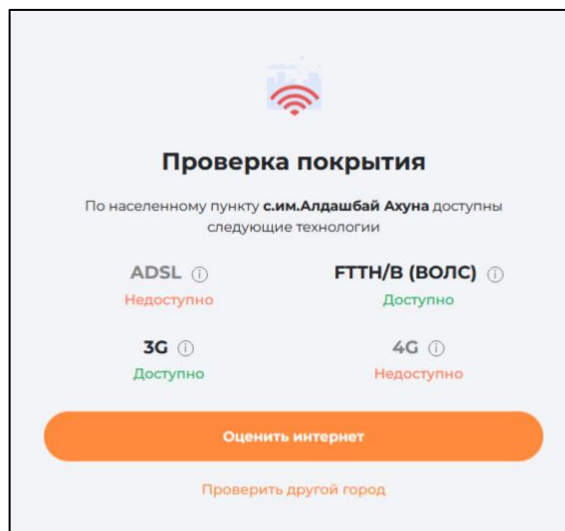 Проверка покрытия
По населенному пункту с.им.Алдашбай Ахуна доступны
следующие технологии
ADSL
Недоступно
FTTH/B (ВОЛС)
Доступно
3G
Доступно
4G
Недоступно
Оценить интернет
Проверить другой город